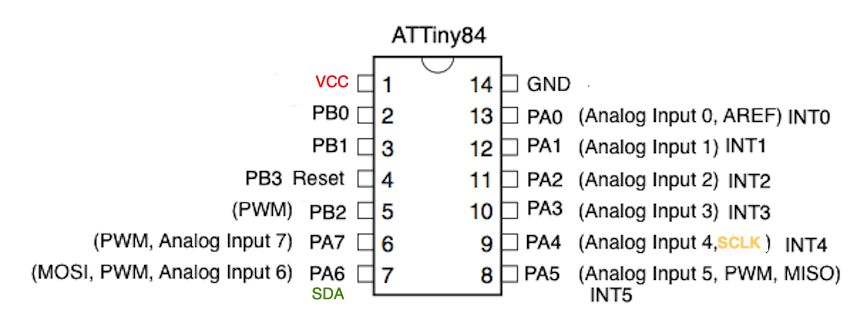 ATTiny84
VCC 1 14 GND
PB0 2 13 PA0 (Analog Input 0, AREF) INT0
PB1 3 12 PA1 (Analog Input 1) INT1
PB3 Reset 4 11 PA2 (Analog Input 2) INT2
(PWM) PB2 5 10 PA3 (Analog Input 3) INT3
(PWM, Analog Input 7) PA7 6 9 PA4 (Analog Input 4,SCLK) INT4
(MOSI, PWM, Analog Input 6) PA6 7 8 PA5 (Analog Input 5, PWM, MISO)
SDA INT5